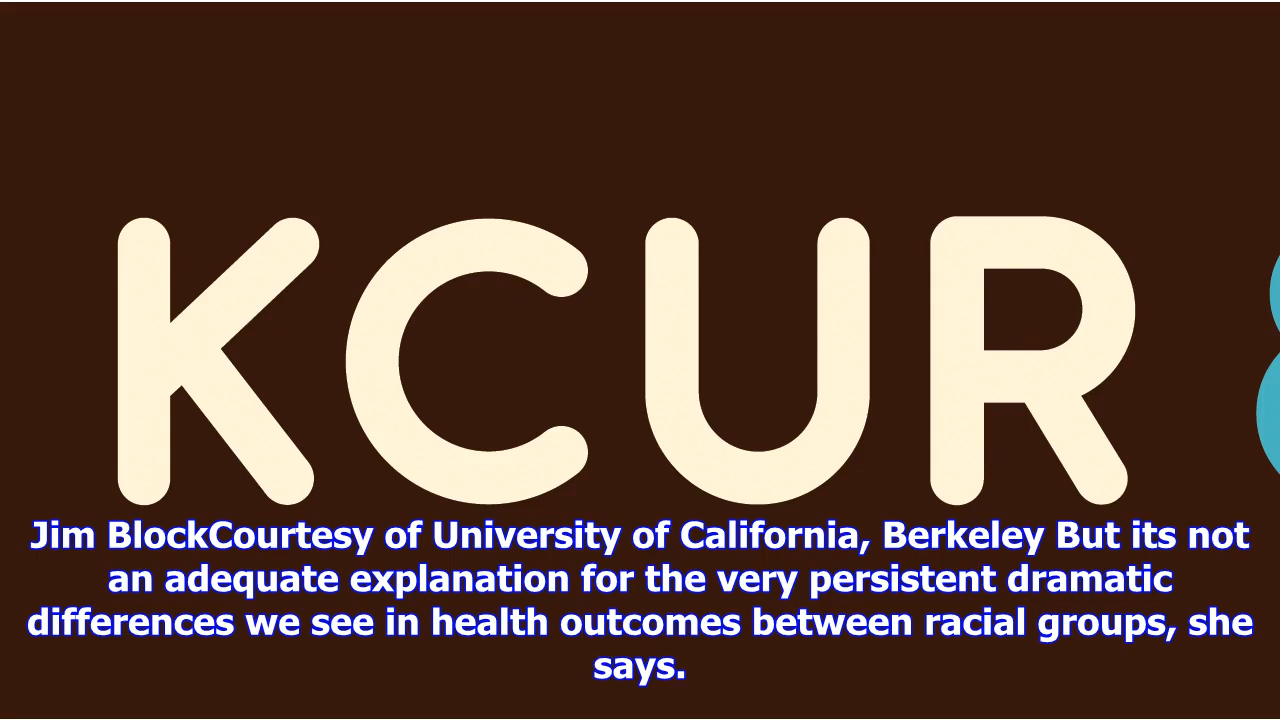 KCUR
Jim BlockCourtesy of University of California, Berkeley But its not
an adequate explanation for the very persistent dramatic
differences we see in health outcomes between racial groups, she
says.